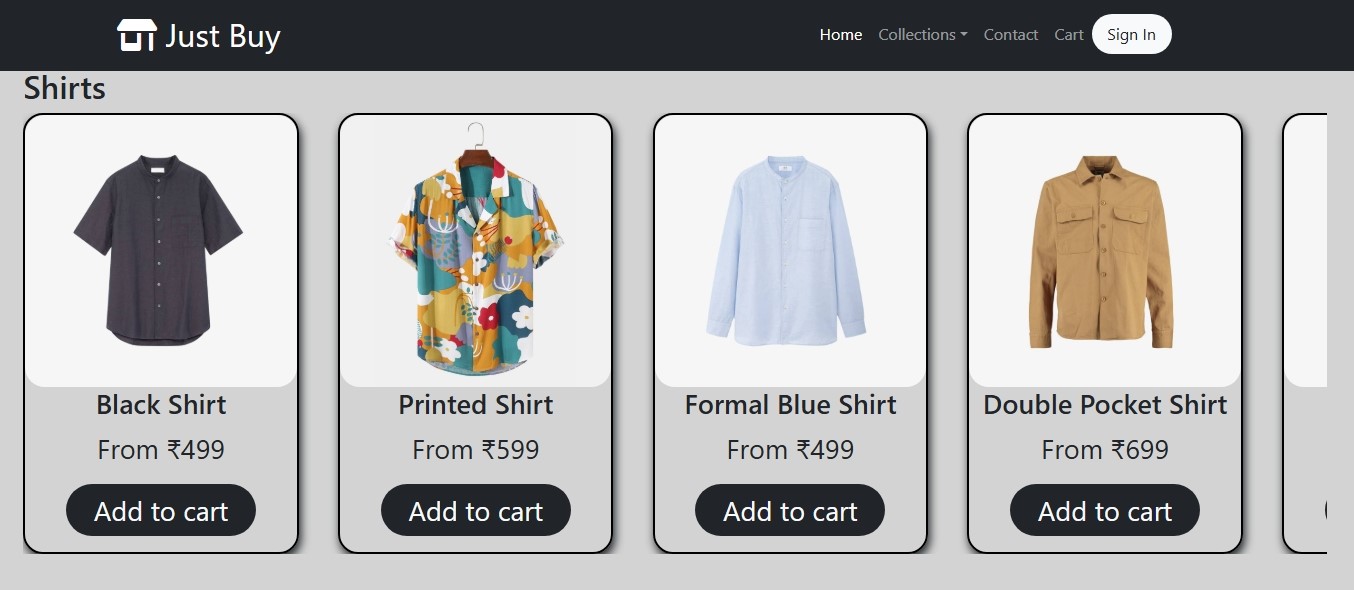 Just Buy
Home Collections Contact Cart Sign In
Shirts
Black Shirt
From ₹499
Add to cart
Printed Shirt
From ₹599
Add to cart
Formal Blue Shirt
From ₹499
Add to cart
Double Pocket Shirt
From ₹699
Add to cart